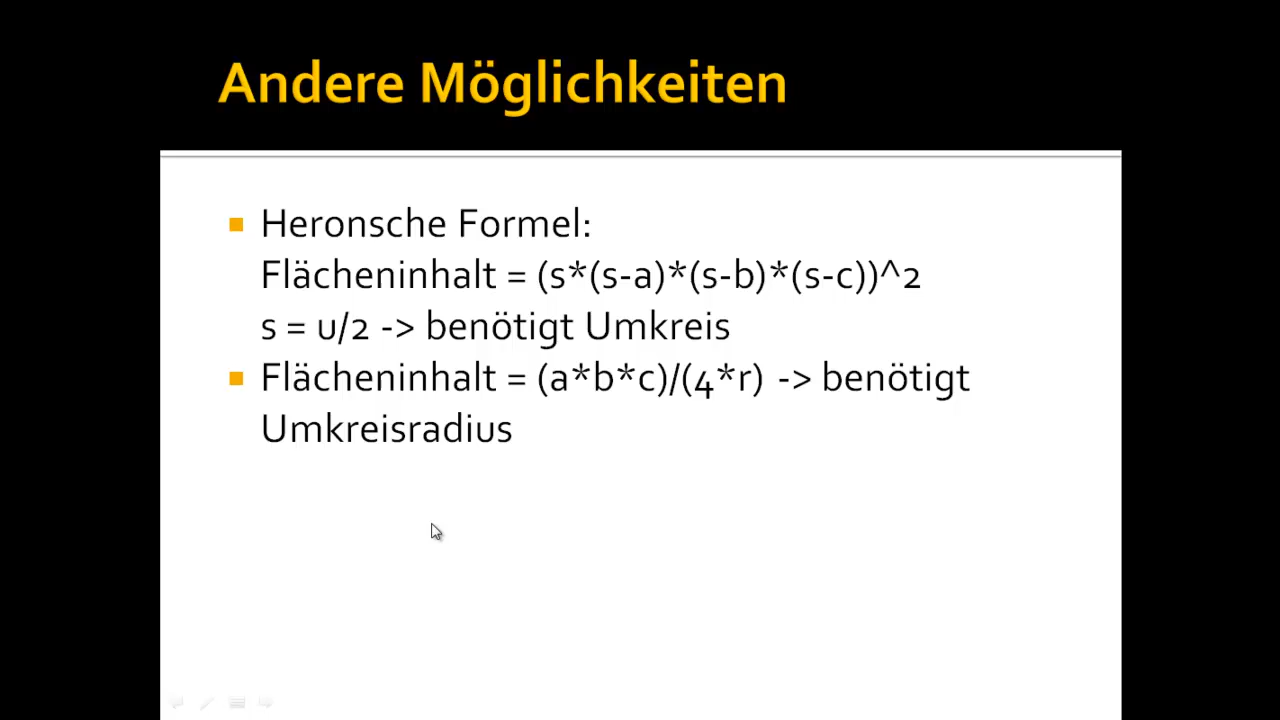 Andere Möglichkeiten
Heronsche Formel:
Flächeninhalt = (s*(s-a)*(s-b)*(s-c))^2
s = u/2 -> benötigt Umkreis
Flächeninhalt = (a*b*c)/(4*r) -> benötigt
Umkreisradius